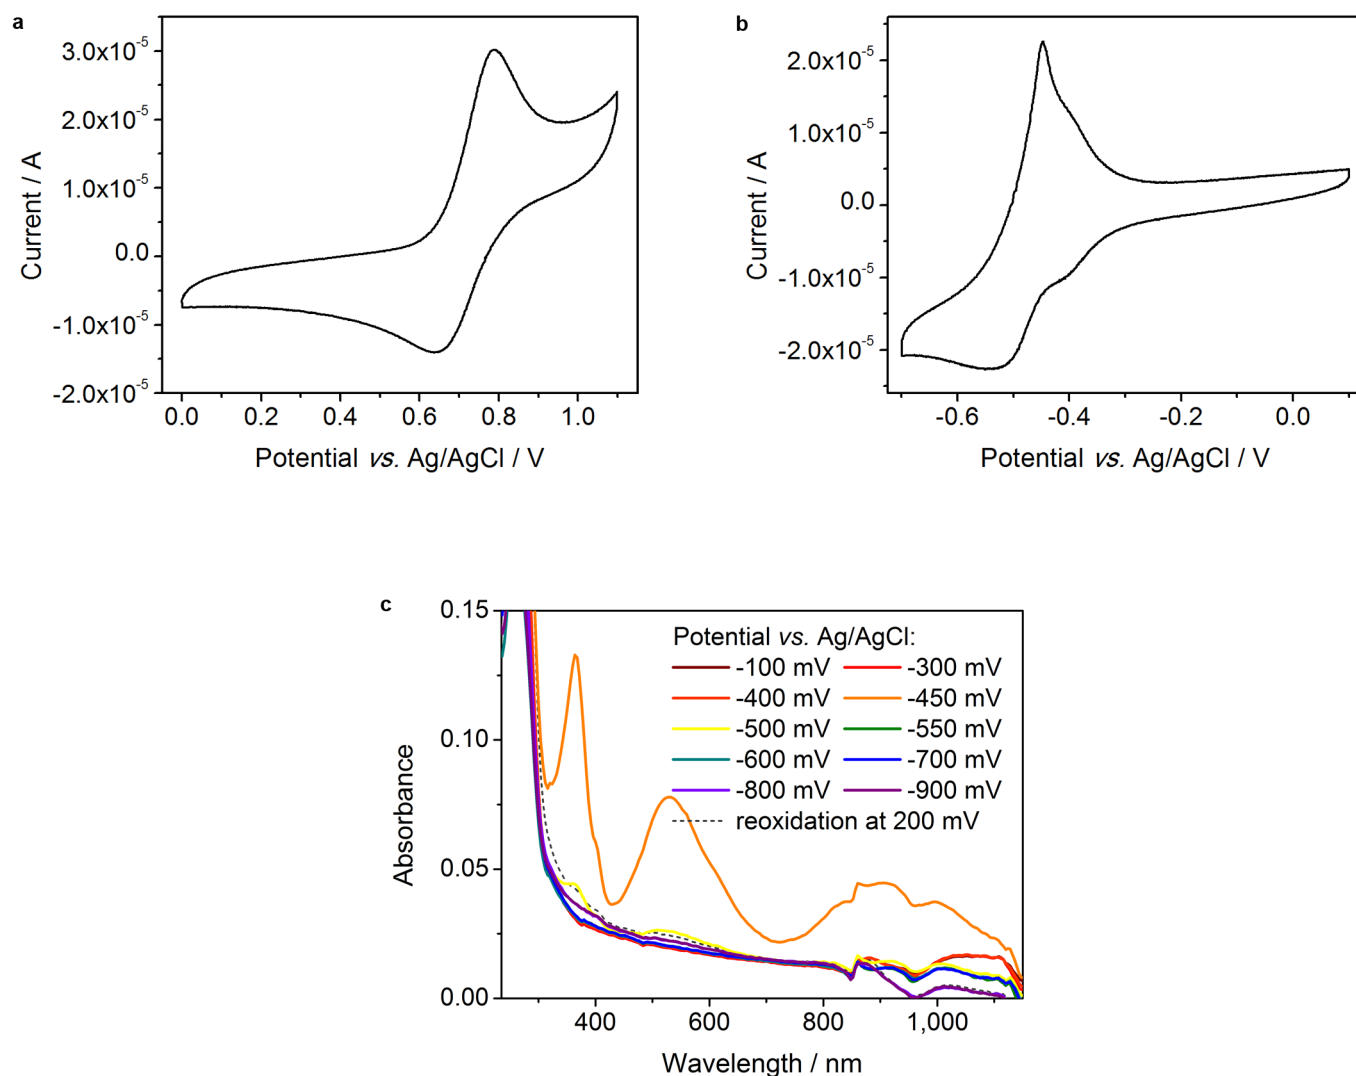 a
3.0x10⁻⁵
2.0x10⁻⁵
1.0x10⁻⁵
0.0
-1.0x10⁻⁵
-2.0x10⁻⁵
Current / A
0.0 0.2 0.4 0.6 0.8 1.0
Potential vs. Ag/AgCl / V
b
2.0x10⁻⁵
1.0x10⁻⁵
0.0
-1.0x10⁻⁵
-2.0x10⁻⁵
Current / A
-0.6 -0.4 -0.2 0.0
Potential vs. Ag/AgCl / V
c
0.15
0.10
0.05
0.00
Absorbance
Potential vs. Ag/AgCl:
-100 mV -300 mV
-400 mV -450 mV
-500 mV -550 mV
-600 mV -700 mV
-800 mV -900 mV
reoxidation at 200 mV
400 600 800 1,000
Wavelength / nm